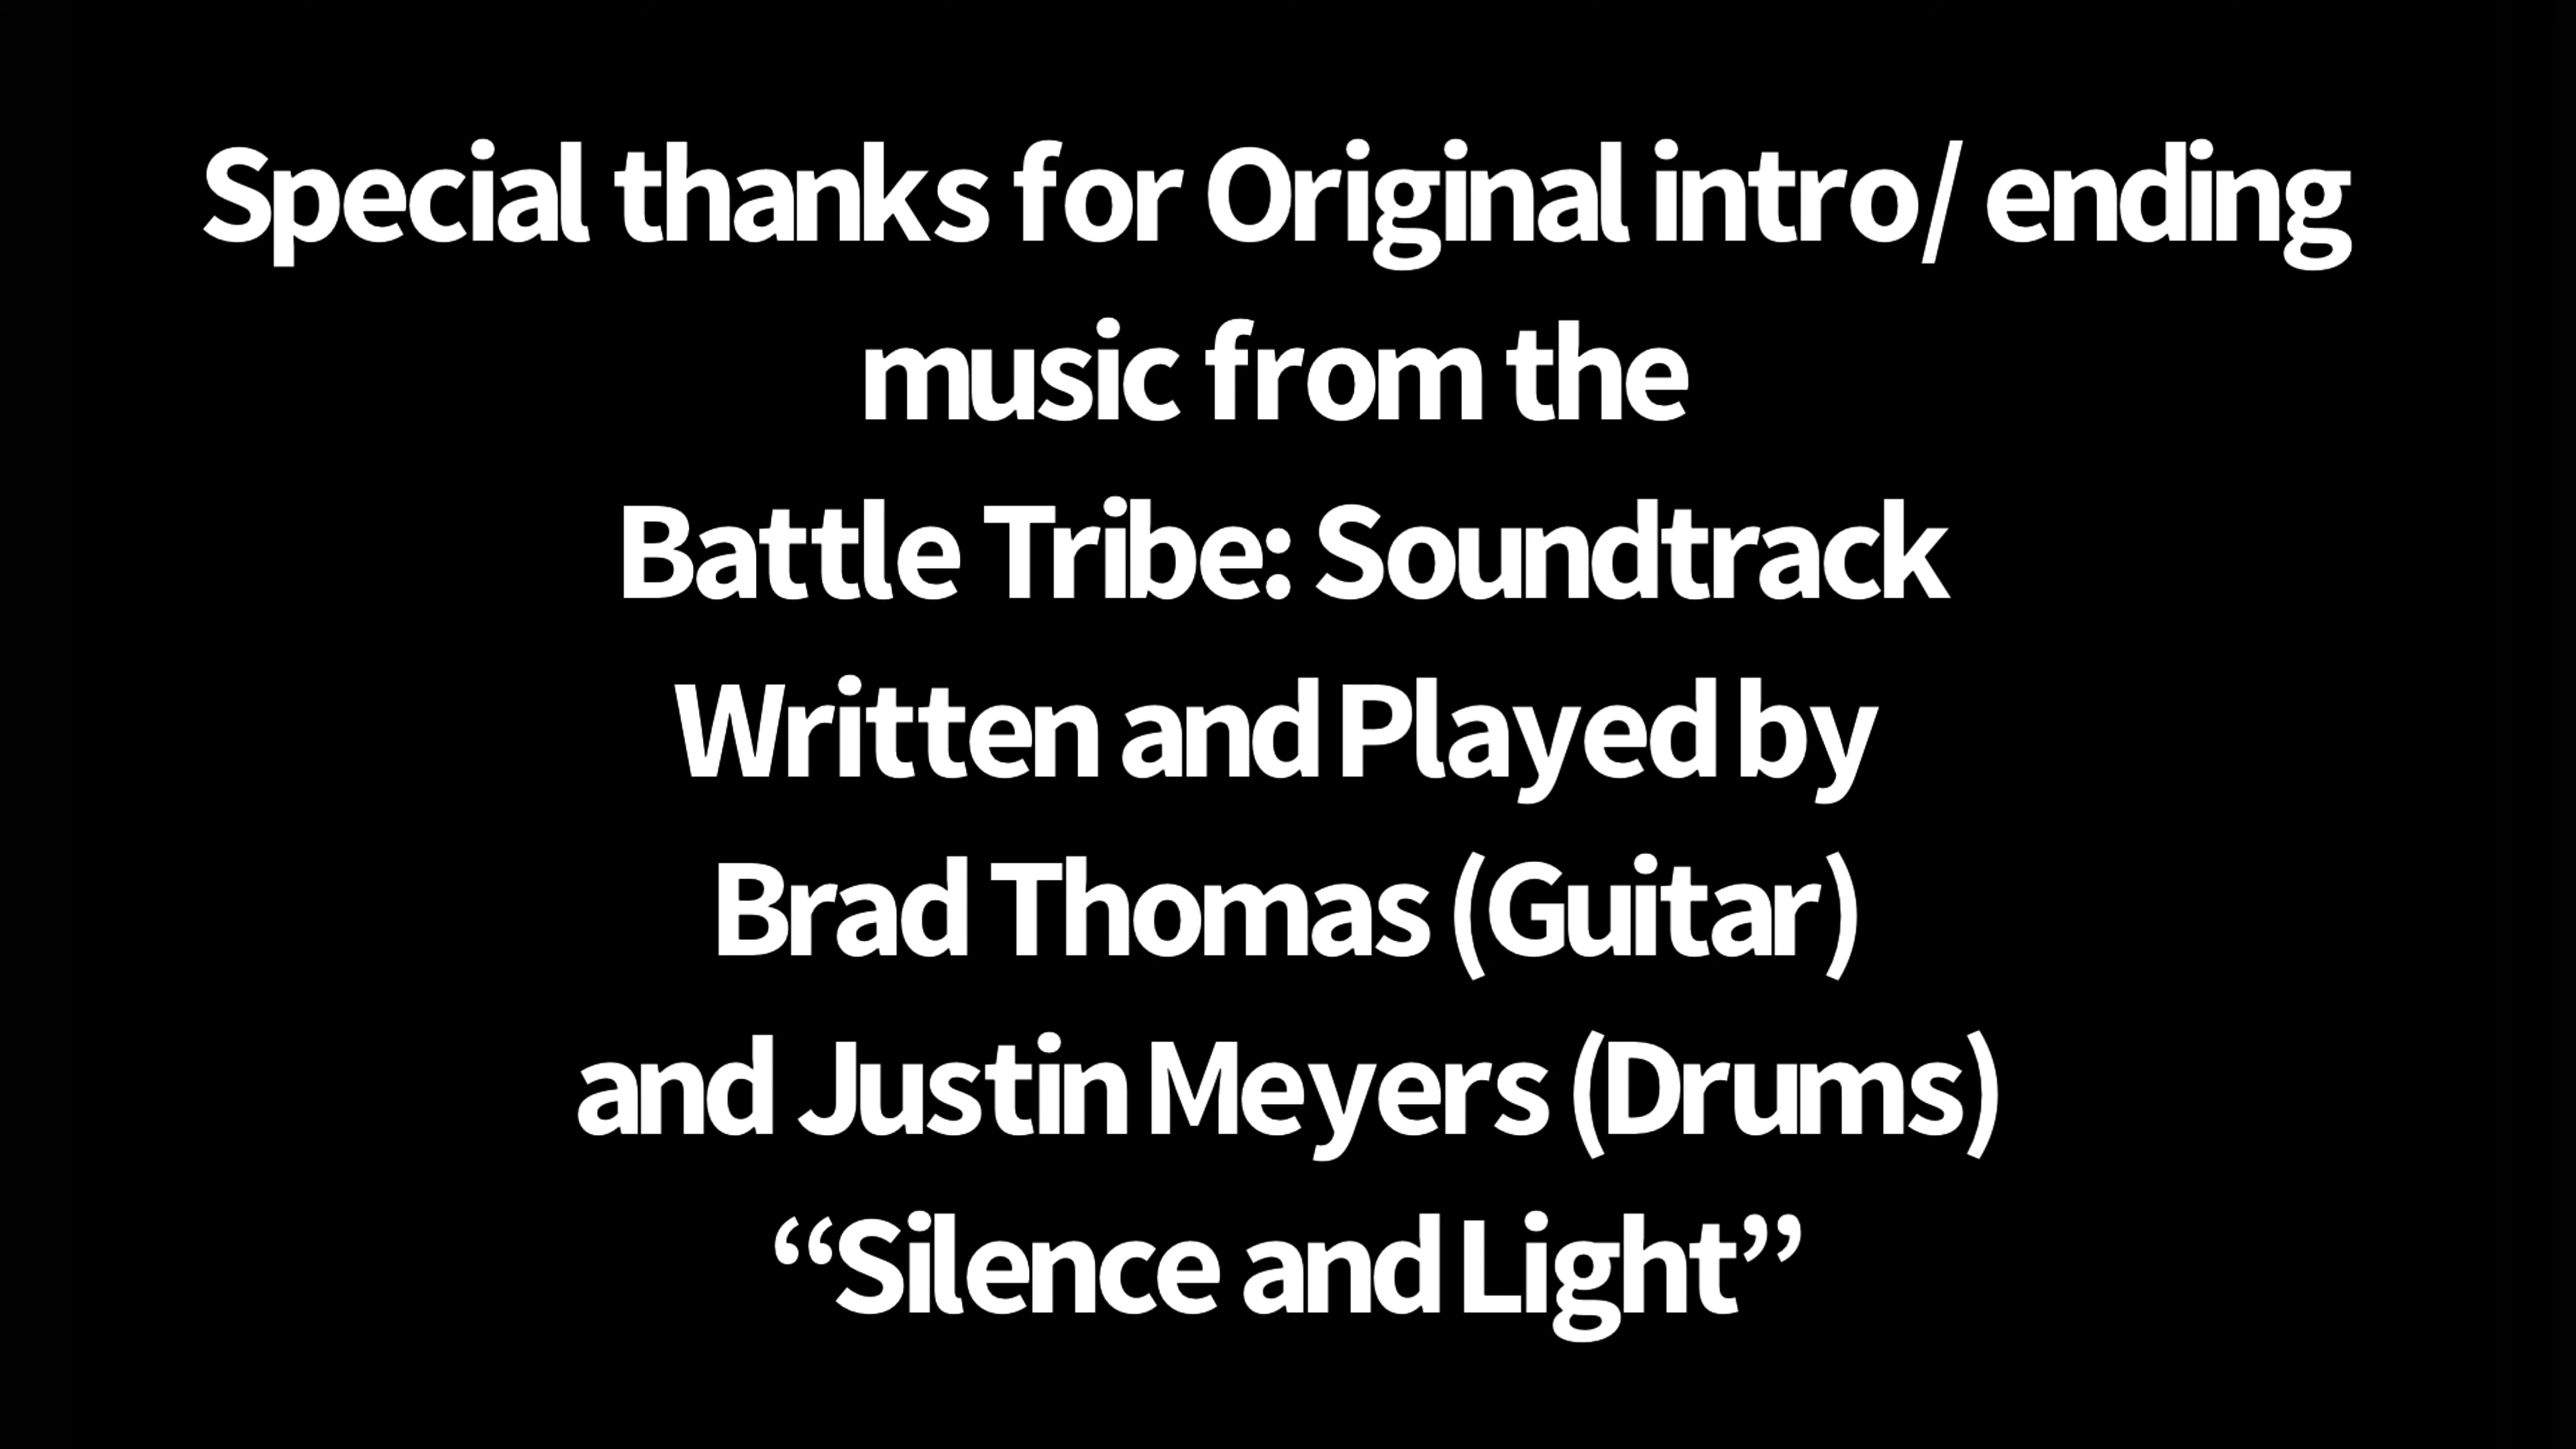 Special thanks for Original intro/ ending
music from the
Battle Tribe: Soundtrack
Written and Played by
Brad Thomas (Guitar)
and Justin Meyers (Drums)
“Silence and Light”